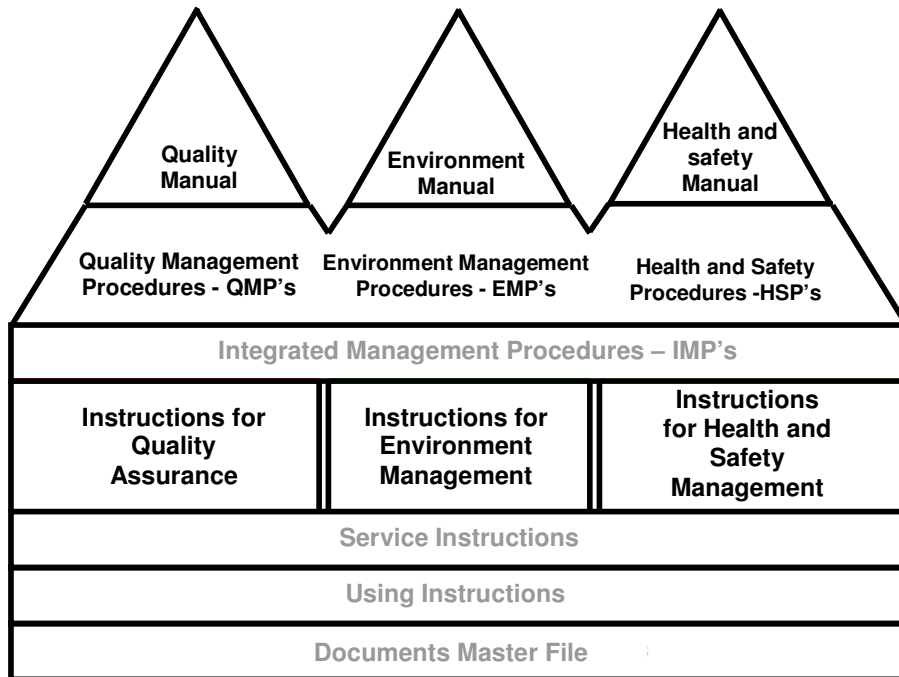 Quality
Manual
Environment
Manual
Health and
safety
Manual
Quality Management
Procedures - QMP's
Environment Management
Procedures - EMP's
Health and Safety
Procedures -HSP's
Integrated Management Procedures – IMP's
Instructions for
Quality
Assurance
Instructions for
Environment
Management
Instructions
for Health and
Safety
Management
Service Instructions
Using Instructions
Documents Master File